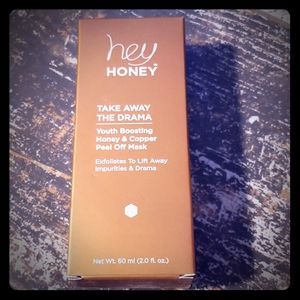 hey
HONEY
TAKE AWAY
THE DRAMA
Youth Boosting
Honey & Copper
Peel Off Mask
Exfoliates To Lift Away
Impurities & Drama
Net Wt. 60 ml (2.0 fl. oz.)